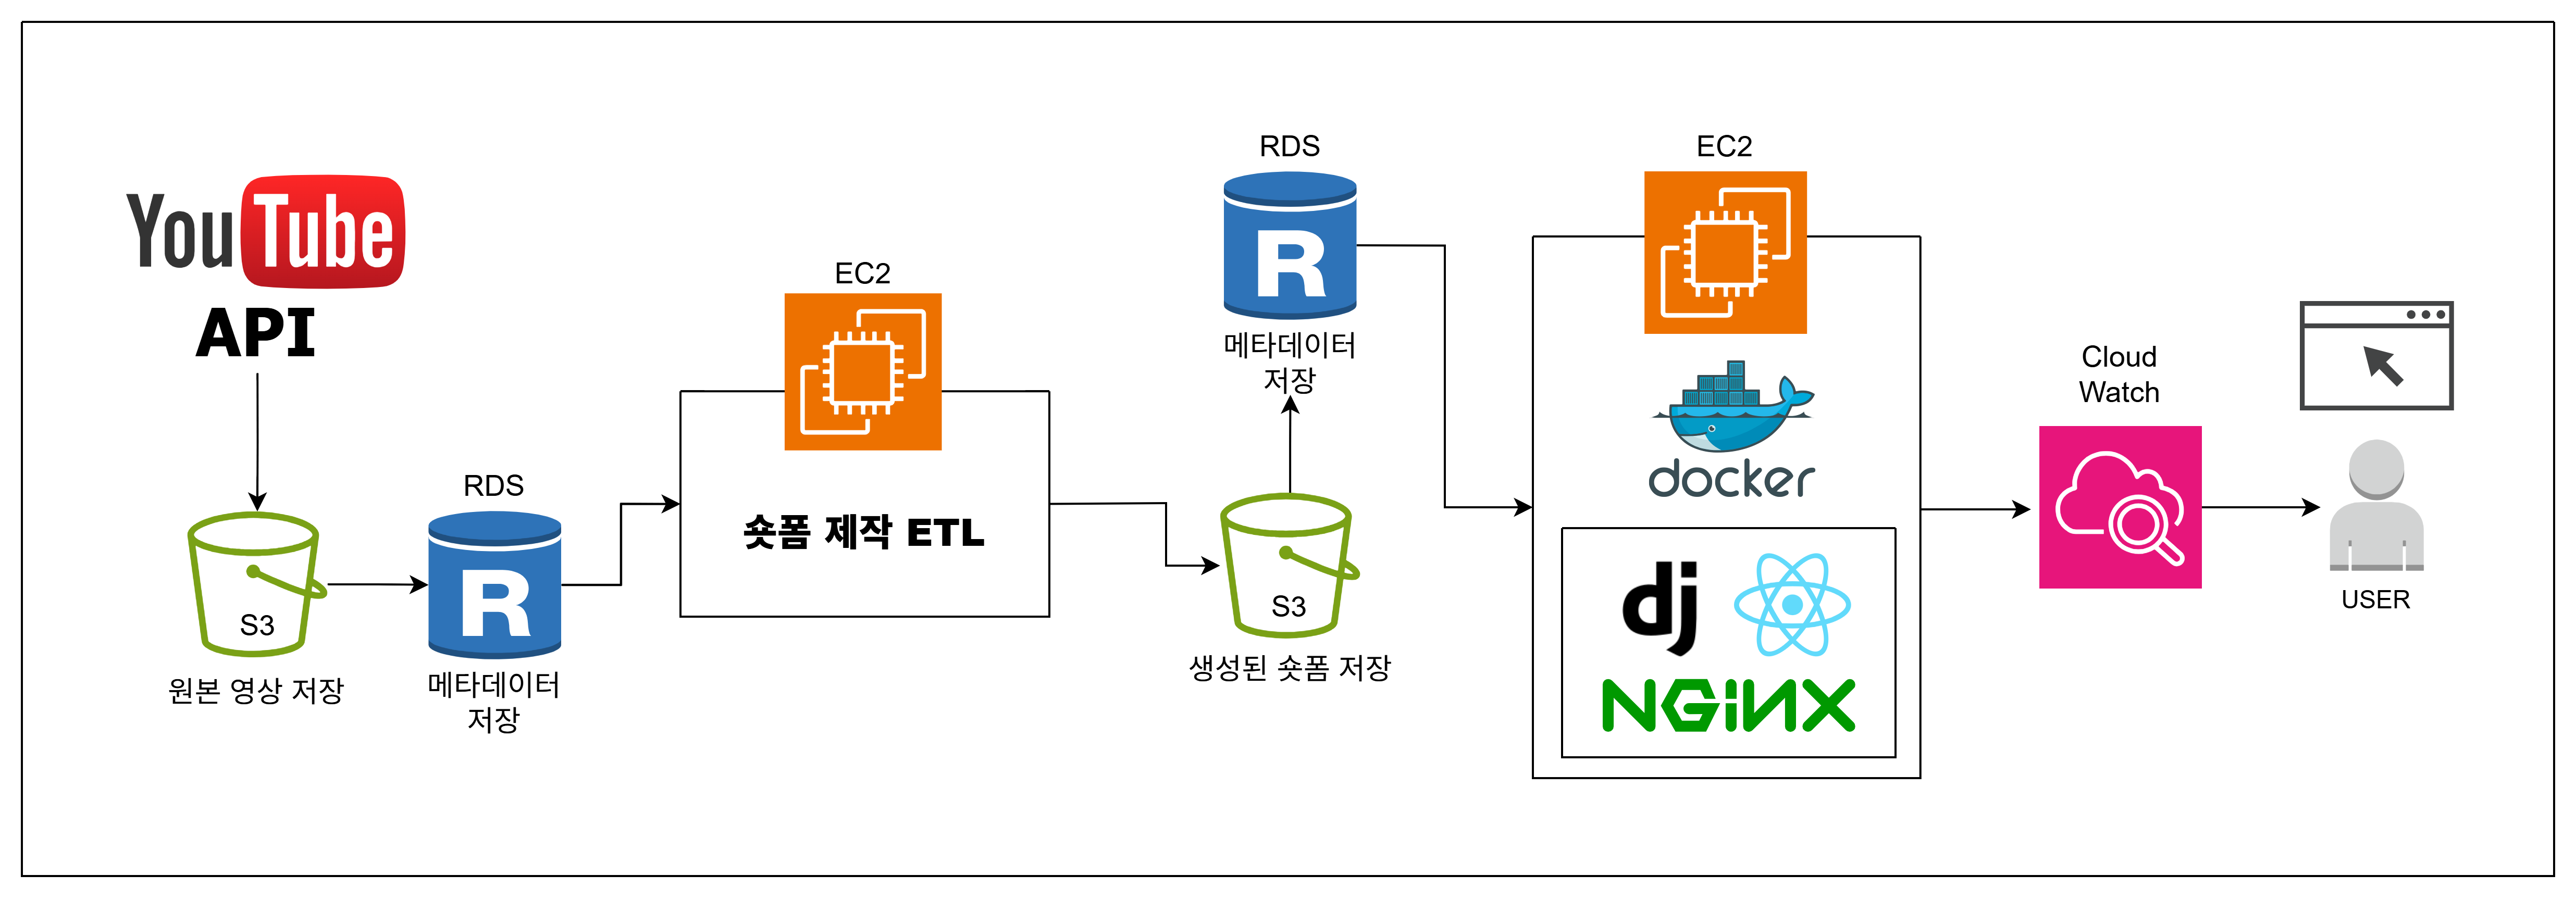 YouTube
API
S3
원본 영상 저장
RDS
R
메타데이터
저장
EC2
숏폼 제작 ETL
S3
생성된 숏폼 저장
RDS
R
메타데이터
저장
EC2
docker
dj
NGiNX
Cloud
Watch
USER